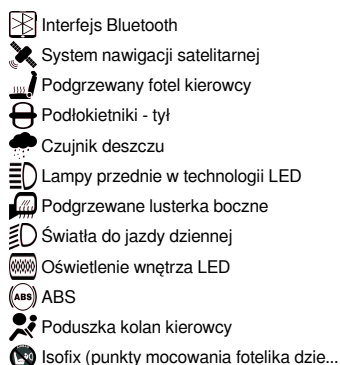 Interfejs Bluetooth
System nawigacji satelitarnej
Podgrzewany fotel kierowcy
Podłokietniki - tył
Czujnik deszczu
Lampy przednie w technologii LED
Podgrzewane lusterka boczne
Światła do jazdy dziennej
Oświetlenie wnętrza LED
(ABS) ABS
Poduszka kolan kierowcy
Isofix (punkty mocowania fotelika dzie...